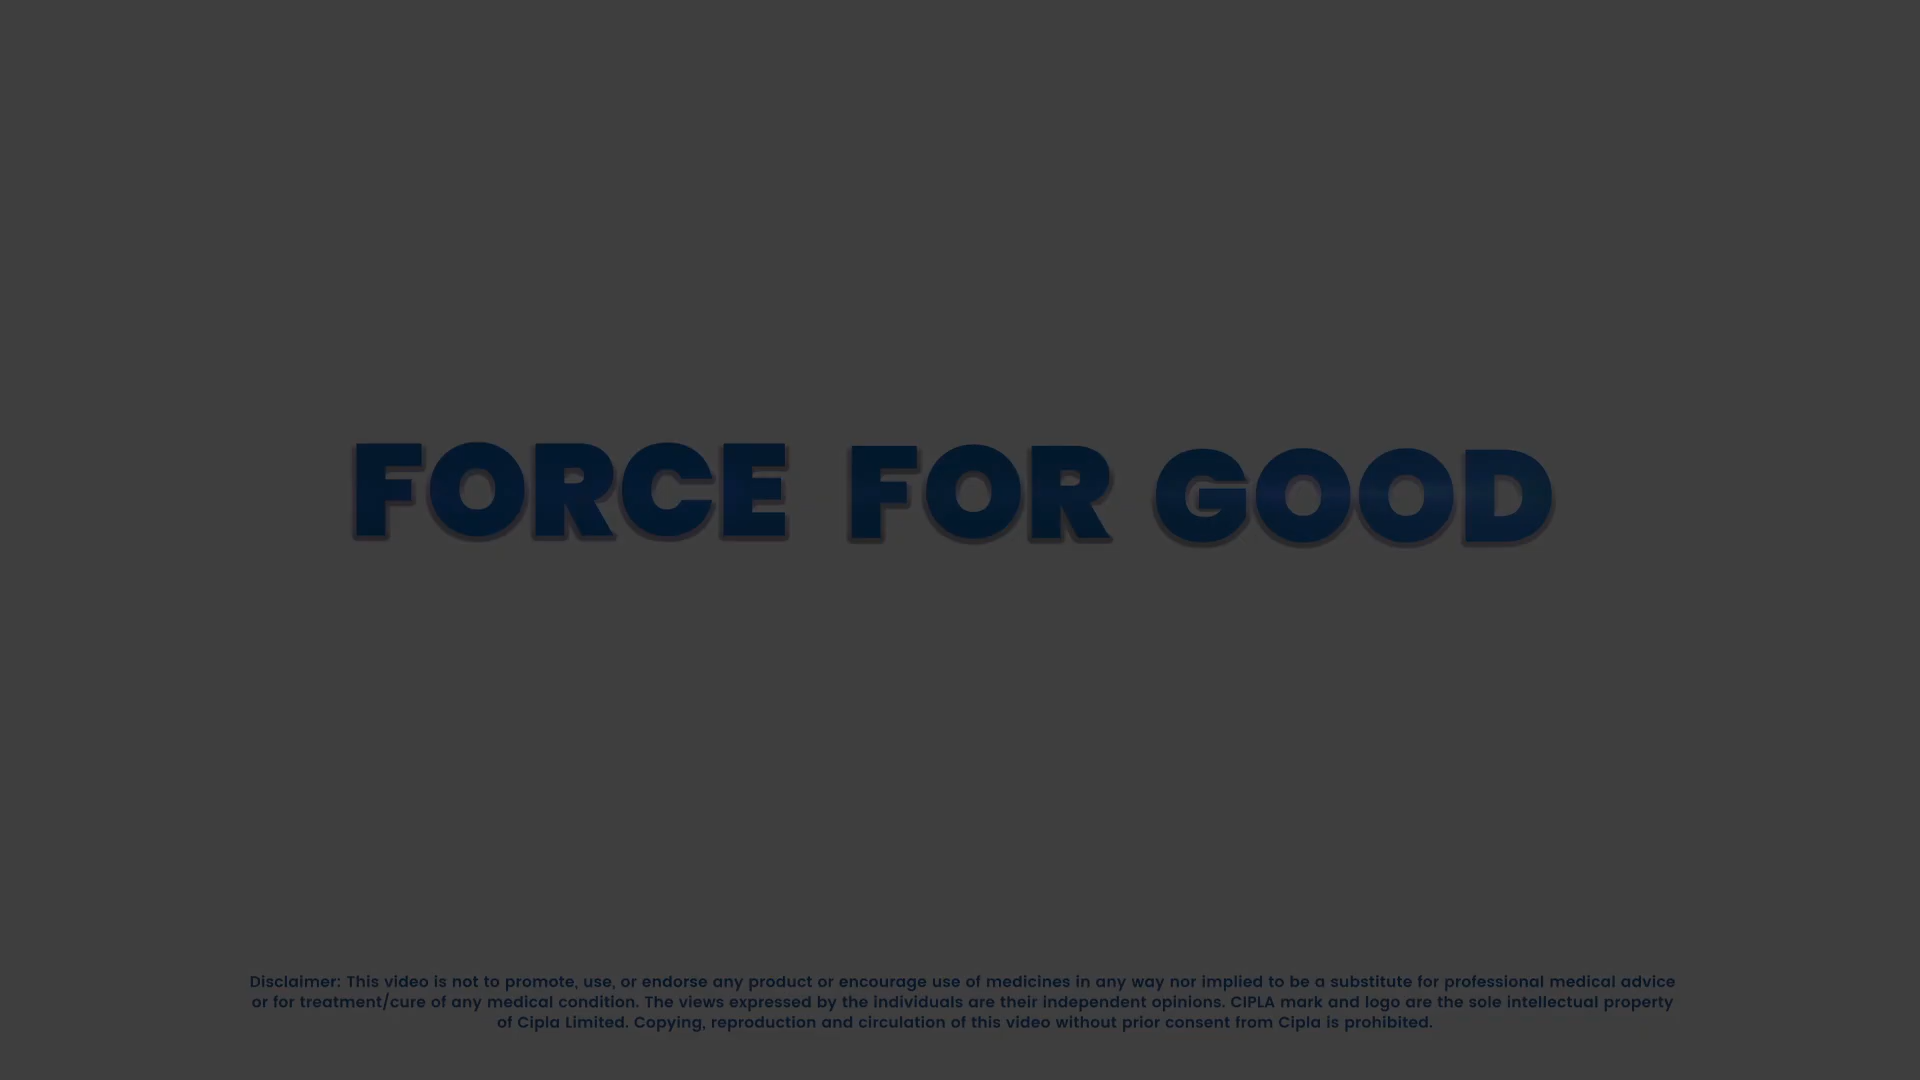 FORCE FOR GOOD
Disclaimer: This video is not to promote, use, or endorse any product or encourage use of medicines in any way nor implied to be a substitute for professional medical advice
or for treatment/cure of any medical condition. The views expressed by the individuals are their independent opinions. CIPLA mark and logo are the sole intellectual property
of Cipla Limited. Copying, reproduction and circulation of this video without prior consent from Cipla is prohibited.